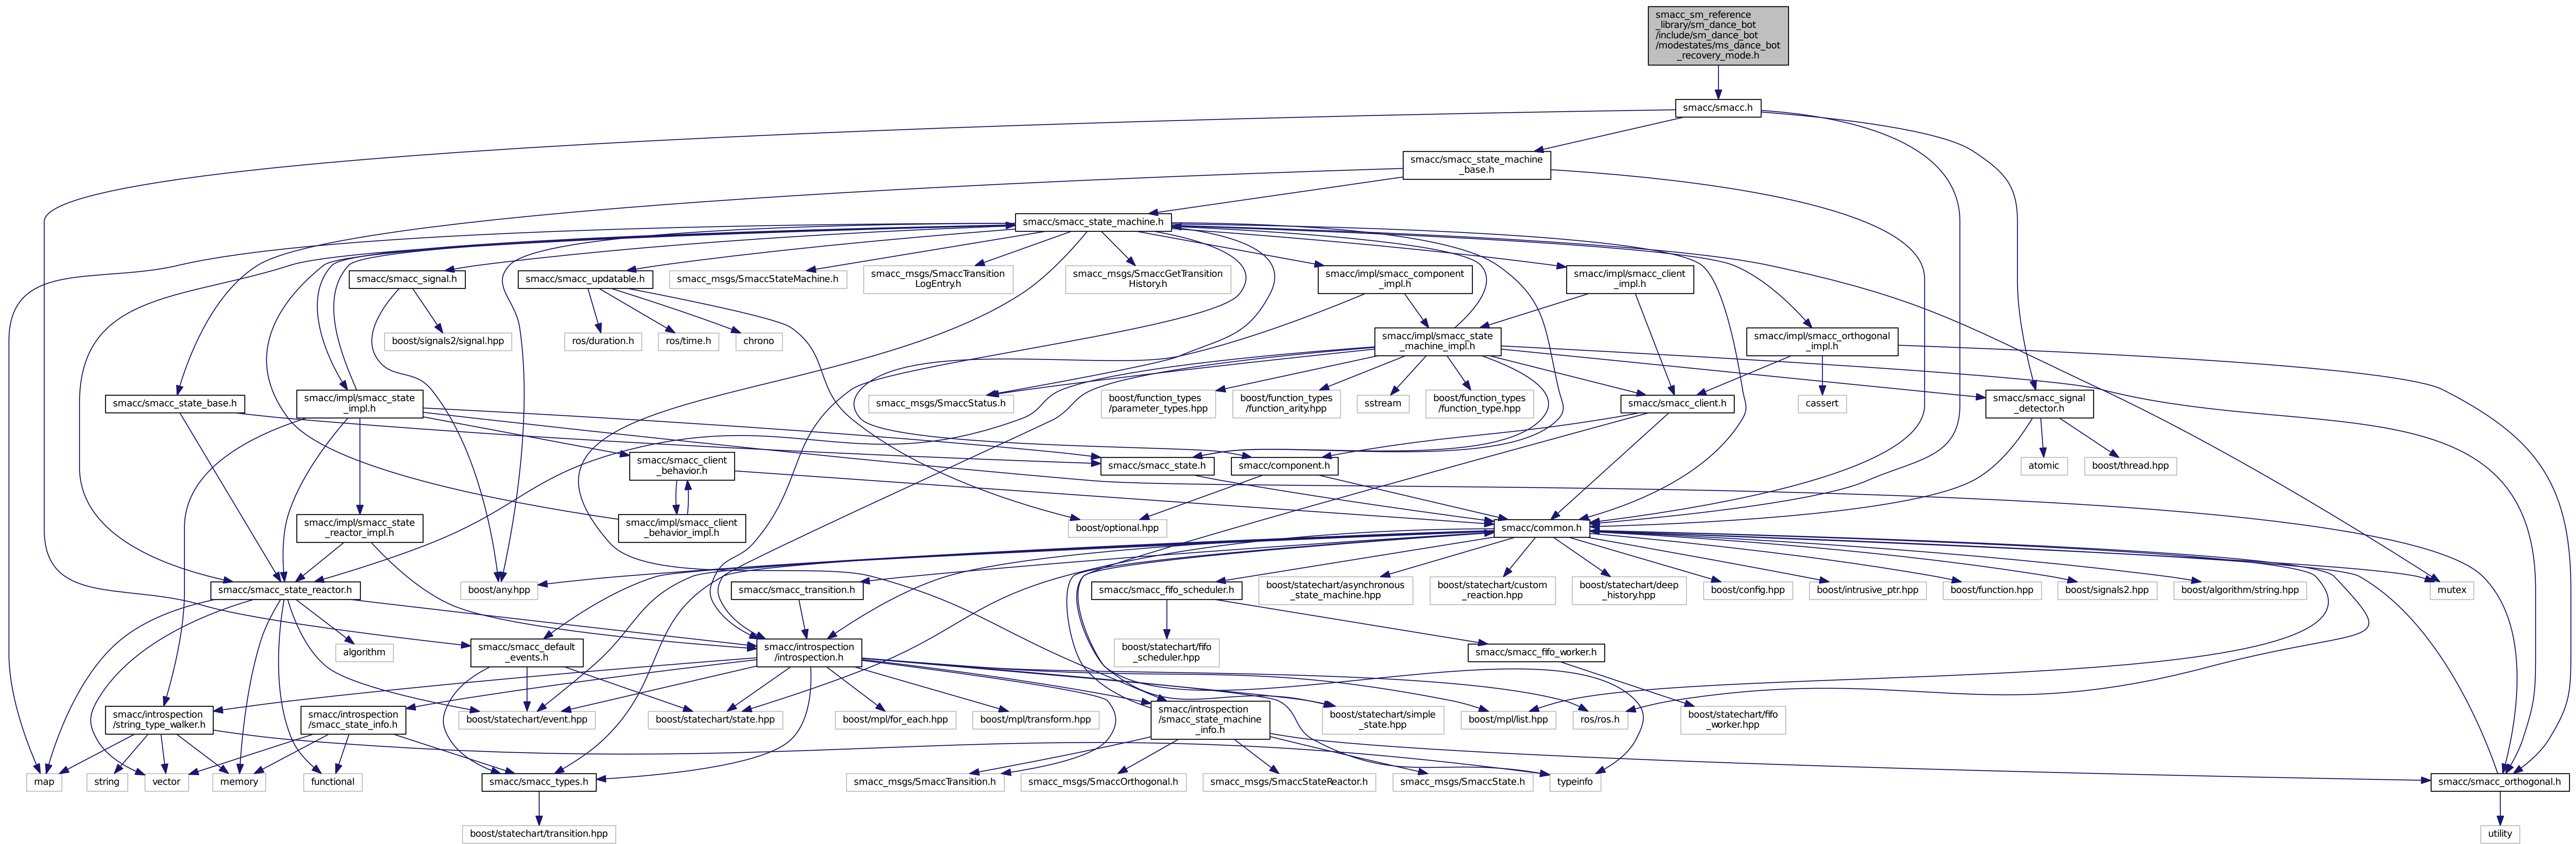 smacc_sm_reference
_library/sm_dance_bot
/include/sm_dance_bot
/modestates/ms_dance_bot
_recovery_mode.h
smacc/smacc.h
smacc/smacc_state_machine
_base.h
smacc/smacc_state_machine.h
smacc/smacc_signal.h
smacc/smacc_updatable.h
smacc_msgs/SmaccStateMachine.h
smacc_msgs/SmaccTransition
LogEntry.h
smacc_msgs/SmaccGetTransition
History.h
smacc/impl/smacc_component
_impl.h
smacc/impl/smacc_client
_impl.h
boost/signals2/signal.hpp
ros/duration.h
ros/time.h
chrono
smacc/impl/smacc_state
_machine_impl.h
smacc/impl/smacc_orthogonal
_impl.h
smacc/smacc_state_base.h
smacc/impl/smacc_state
_impl.h
smacc_msgs/SmaccStatus.h
boost/function_types
/parameter_types.hpp
boost/function_types
/function_arity.hpp
sstream
boost/function_types
/function_type.hpp
smacc/smacc_client.h
cassert
smacc/smacc_signal
_detector.h
smacc/smacc_client
_behavior.h
smacc/smacc_state.h
smacc/component.h
atomic
boost/thread.hpp
smacc/impl/smacc_state
_reactor_impl.h
smacc/impl/smacc_client
_behavior_impl.h
boost/optional.hpp
smacc/common.h
smacc/smacc_state_reactor.h
boost/any.hpp
smacc/smacc_transition.h
smacc/smacc_fifo_scheduler.h
boost/statechart/asynchronous
_state_machine.hpp
boost/statechart/custom
_reaction.hpp
boost/statechart/deep
_history.hpp
boost/config.hpp
boost/intrusive_ptr.hpp
boost/function.hpp
boost/signals2.hpp
boost/algorithm/string.hpp
mutex
algorithm
smacc/smacc_default
_events.h
smacc/introspection
/introspection.h
boost/statechart/fifo
_scheduler.hpp
smacc/smacc_fifo_worker.h
smacc/introspection
/string_type_walker.h
smacc/introspection
/smacc_state_info.h
boost/statechart/event.hpp
boost/statechart/state.hpp
boost/mpl/for_each.hpp
boost/mpl/transform.hpp
smacc/introspection
/smacc_state_machine
_info.h
boost/statechart/simple
_state.hpp
boost/mpl/list.hpp
ros/ros.h
boost/statechart/fifo
_worker.hpp
map
string
vector
memory
functional
smacc/smacc_types.h
smacc_msgs/SmaccTransition.h
smacc_msgs/SmaccOrthogonal.h
smacc_msgs/SmaccStateReactor.h
smacc_msgs/SmaccState.h
typeinfo
smacc/smacc_orthogonal.h
boost/statechart/transition.hpp
utility